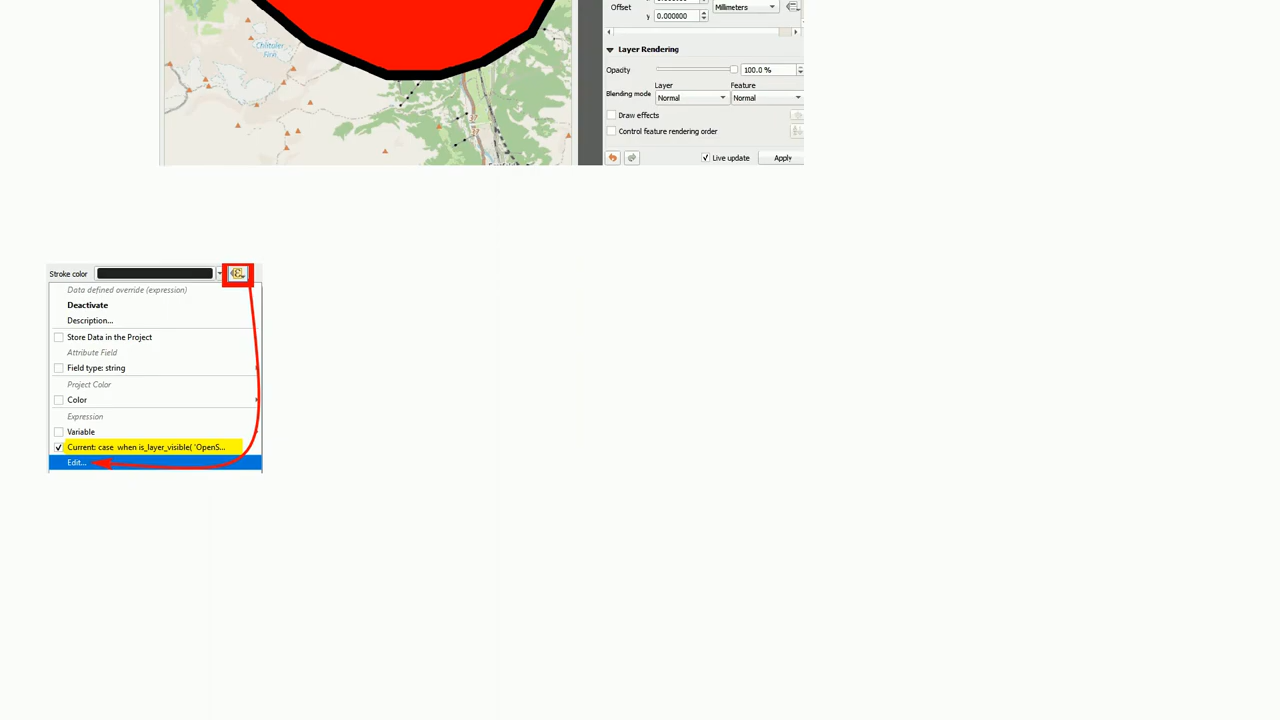 Offset
y 0.000000
Millimeters
Layer Rendering
Opacity
100.0 %
Layer
Feature
Blending mode
Normal
Normal
Draw effects
Control feature rendering order
Live update
Apply
Stroke color
Data defined override (expression)
Deactivate
Description...
Store Data in the Project
Attribute Field
Field type: string
Project Color
Color
Expression
Variable
Current: case when is_layer_visible( 'OpenS...
Edit...